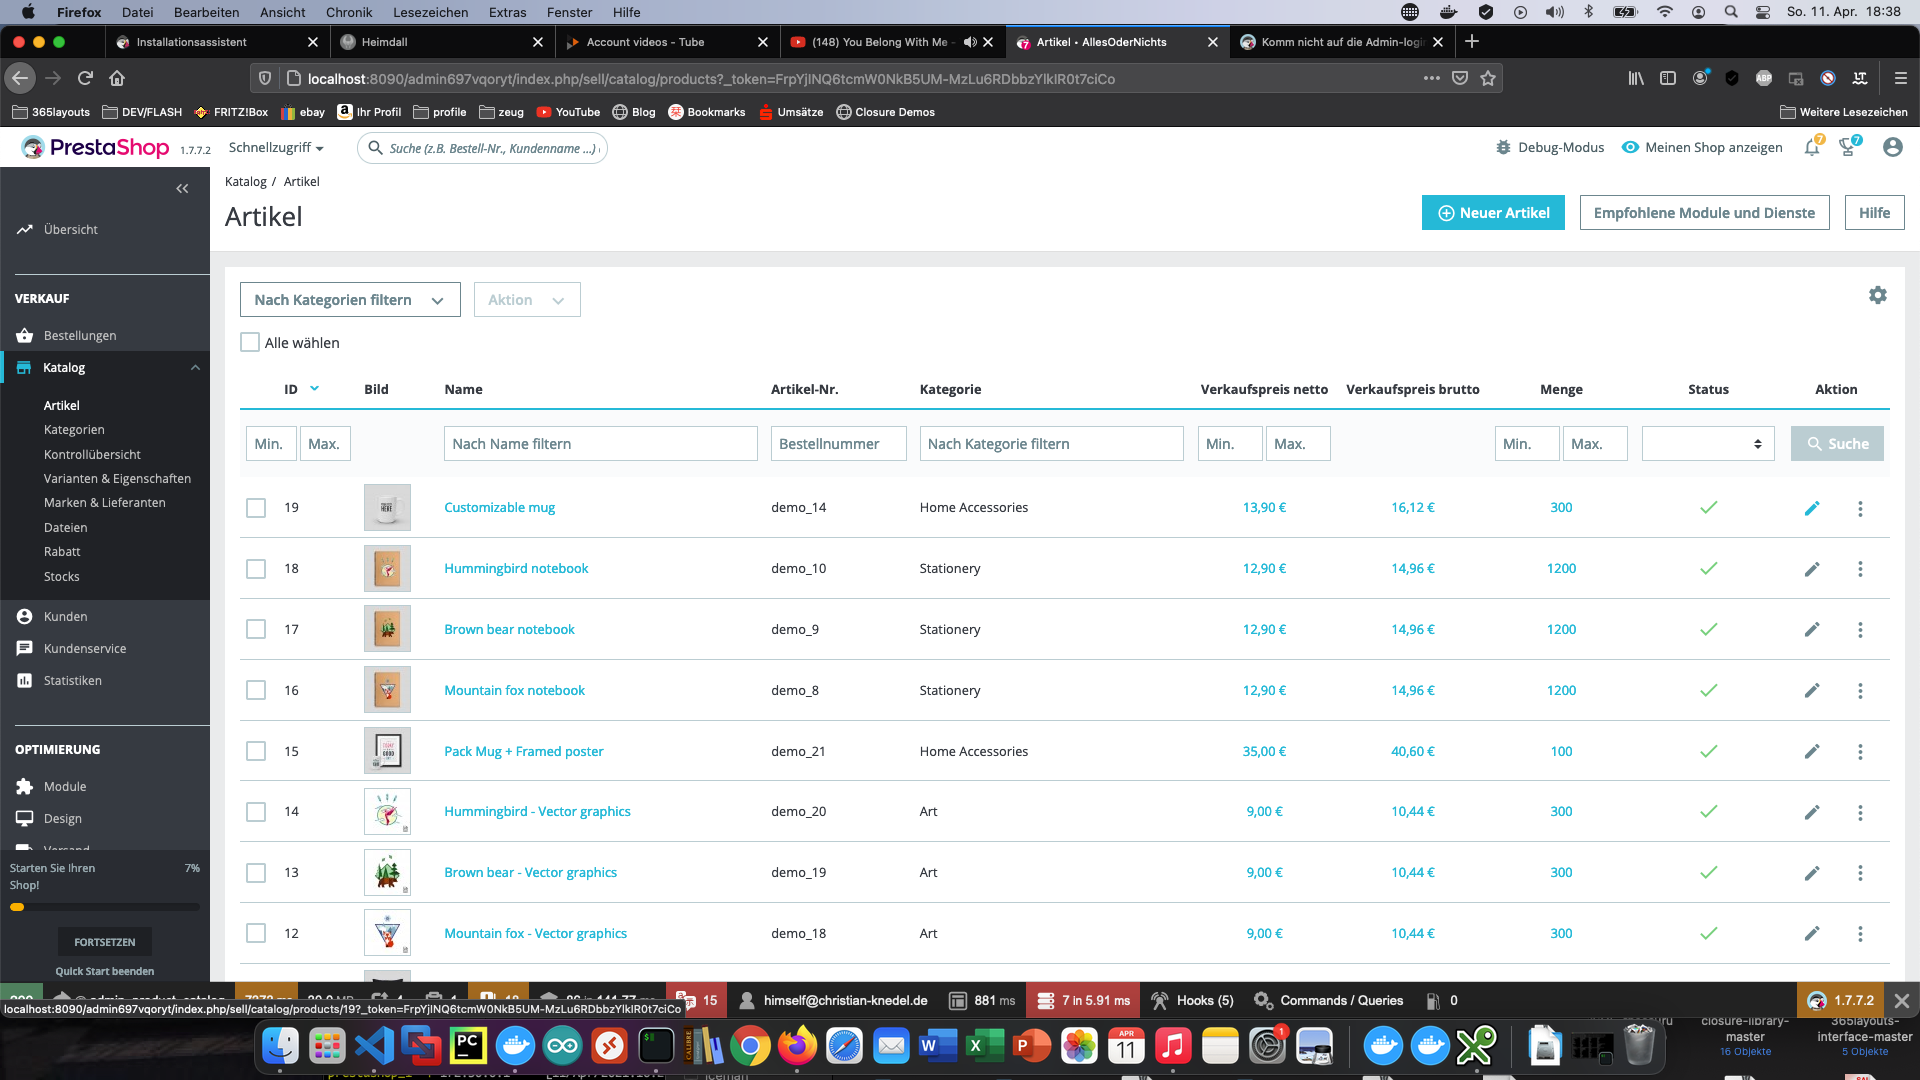 Firefox Datei Bearbeiten Ansicht Chronik Lesezeichen Extras Fenster Hilfe So. 11. Apr. 18:38
Installationsassistent Heimdall Account videos - Tube (148) You Belong With Me - Artikel • AllesOderNichts Komm nicht auf die Admin-login
localhost:8090/admin697vqoryt/index.php/sell/catalog/products?_token=FrpYjINQ6tcmW0NkB5UM-MzLu6RDbbzYlkIR0t7ciCo
ABP
365layouts DEV/FLASH FRITZ!Box ebay Ihr Profil profile zeug YouTube Blog Bookmarks Umsätze Closure Demos Weitere Lesezeichen
PrestaShop 1.7.7.2 Schnellzugriff Suche (z.B. Bestell-Nr., Kundenname ...) Debug-Modus Meinen Shop anzeigen 7 7
Katalog / Artikel
Artikel
Neuer Artikel Empfohlene Module und Dienste Hilfe
Übersicht
VERKAUF
Bestellungen
Katalog
Artikel
Kategorien
Kontrollübersicht
Varianten & Eigenschaften
Marken & Lieferanten
Dateien
Rabatt
Stocks
Kunden
Kundenservice
Statistiken
OPTIMIERUNG
Module
Design
Versand
Starten Sie Ihren Shop! 7%
FORTSETZEN
Quick Start beenden
Nach Kategorien filtern Aktion
Alle wählen
ID Bild Name Artikel-Nr. Kategorie Verkaufspreis netto Verkaufspreis brutto Menge Status Aktion
Min. Max. Nach Name filtern Bestellnummer Nach Kategorie filtern Min. Max. Min. Max. Suche
19 Customizable mug demo_14 Home Accessories 13,90 € 16,12 € 300
18 Hummingbird notebook demo_10 Stationery 12,90 € 14,96 € 1200
17 Brown bear notebook demo_9 Stationery 12,90 € 14,96 € 1200
16 Mountain fox notebook demo_8 Stationery 12,90 € 14,96 € 1200
15 Pack Mug + Framed poster demo_21 Home Accessories 35,00 € 40,60 € 100
14 Hummingbird - Vector graphics demo_20 Art 9,00 € 10,44 € 300
13 Brown bear - Vector graphics demo_19 Art 9,00 € 10,44 € 300
12 Mountain fox - Vector graphics demo_18 Art 9,00 € 10,44 € 300
15 himself@christian-knedel.de 881 ms 7 in 5.91 ms Hooks (5) Commands / Queries 0 1.7.7.2
localhost:8090/admin697vqoryt/index.php/sell/catalog/products/19?_token=FrpYjINQ6tcmW0NkB5UM-MzLu6RDbbzYlkIR0t7ciCo
closure-library-master
16 Objekte
365layouts-interface-master
5 Objekte
PC
APR
11
1